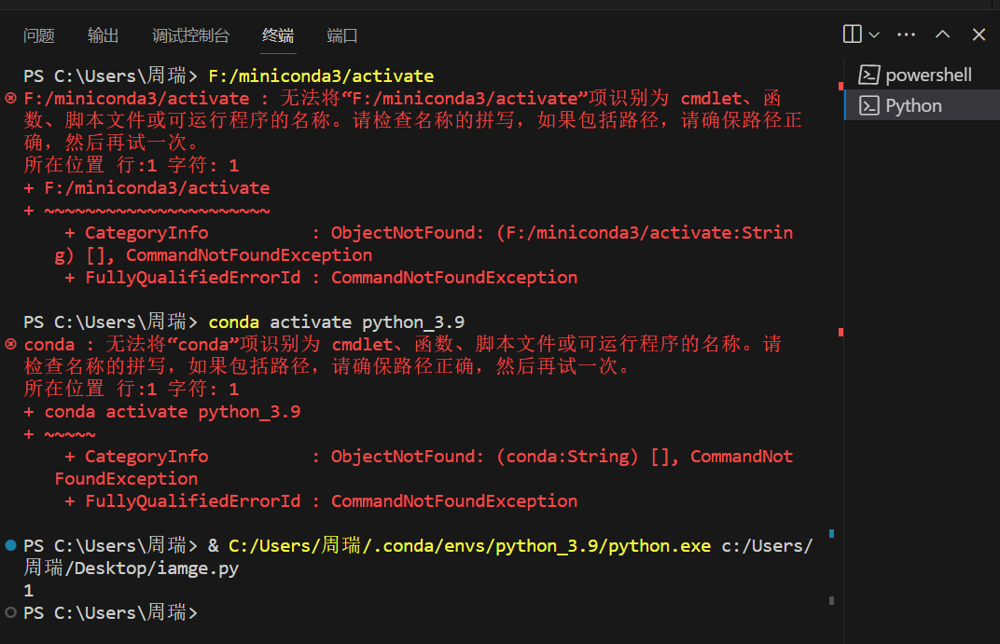 问题 输出 调试控制台 终端 端口
PS C:\Users\周瑞> F:/miniconda3/activate
F:/miniconda3/activate : 无法将“F:/miniconda3/activate”项识别为 cmdlet、函
数、脚本文件或可运行程序的名称。请检查名称的拼写，如果包括路径，请确保路径正
确，然后再试一次。
所在位置 行:1 字符: 1
+ F:/miniconda3/activate
+ ~~~~~~~~~~~~~~~~~~~~~~
    + CategoryInfo          : ObjectNotFound: (F:/miniconda3/activate:Strin
   g) [], CommandNotFoundException
    + FullyQualifiedErrorId : CommandNotFoundException
PS C:\Users\周瑞> conda activate python_3.9
conda : 无法将“conda”项识别为 cmdlet、函数、脚本文件或可运行程序的名称。请
检查名称的拼写，如果包括路径，请确保路径正确，然后再试一次。
所在位置 行:1 字符: 1
+ conda activate python_3.9
+ ~~~~~
    + CategoryInfo          : ObjectNotFound: (conda:String) [], CommandNot
   FoundException
    + FullyQualifiedErrorId : CommandNotFoundException
PS C:\Users\周瑞> & C:/Users/周瑞/.conda/envs/python_3.9/python.exe c:/Users/
周瑞/Desktop/iamge.py
1
PS C:\Users\周瑞>
powershell
Python